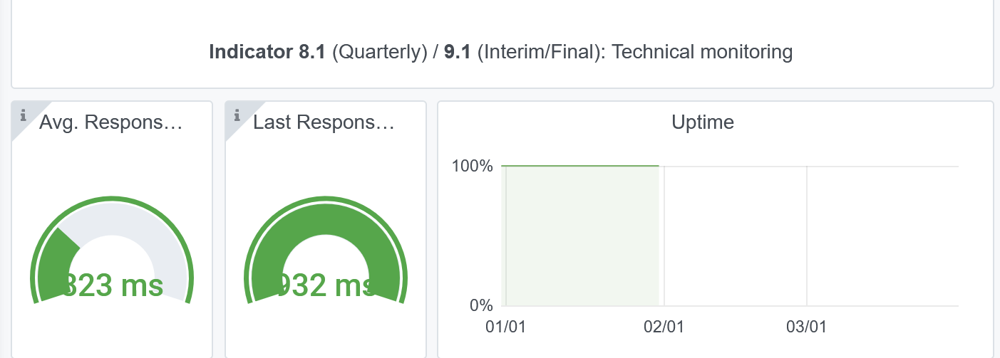 Indicator 8.1 (Quarterly) / 9.1 (Interim/Final): Technical monitoring
i Avg. Respons…
823 ms
i Last Respons…
932 ms
Uptime
100%
0%
01/01 02/01 03/01